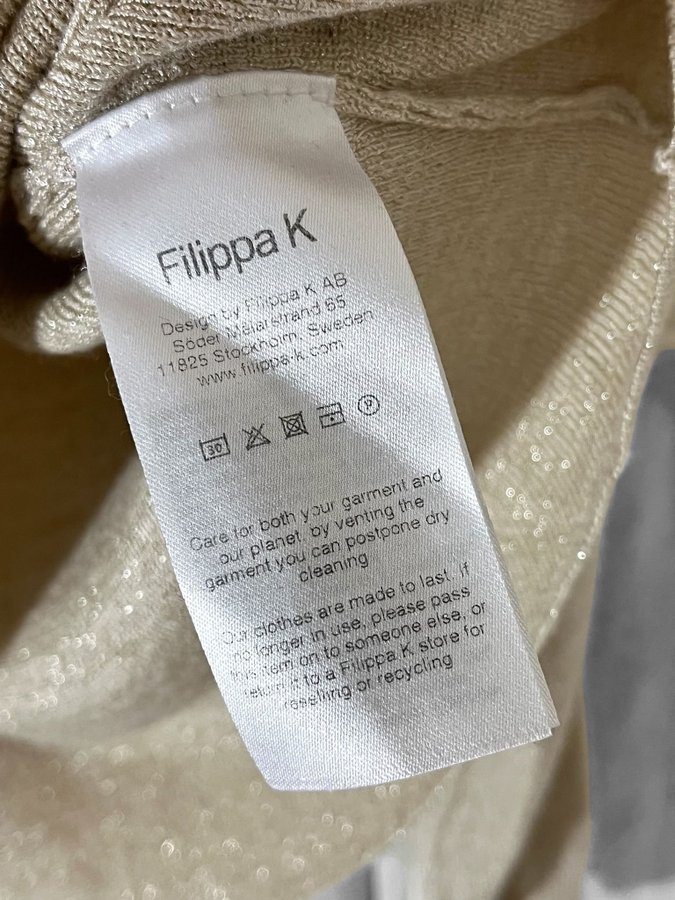 Filippa K
Design by Filippa K AB
Söder Mälarstrand 65
11825 Stockholm, Sweden
www.filippa-k.com
30
P
Care for both your garment and
our planet, by venting the
garment you can postpone dry
cleaning
Our clothes are made to last. If
no longer in use, please pass
this item on to someone else, or
return it to a Filippa K store for
reselling or recycling